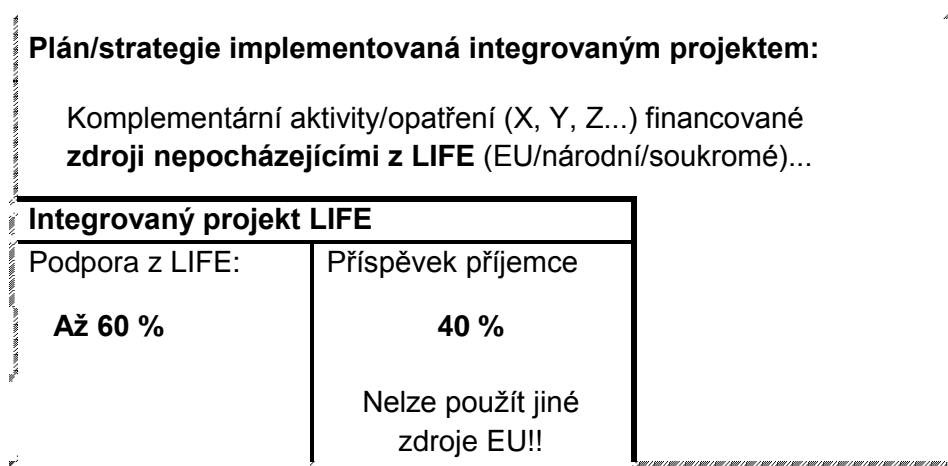 Plán/strategie implementovaná integrovaným projektem:
Komplementární aktivity/opatření (X, Y, Z...) financované
zdroji nepocházejícími z LIFE (EU/národní/soukromé)...
Integrovaný projekt LIFE
Podpora z LIFE:
Až 60 %
Příspěvek příjemce
40 %
Nelze použít jiné
zdroje EU!!